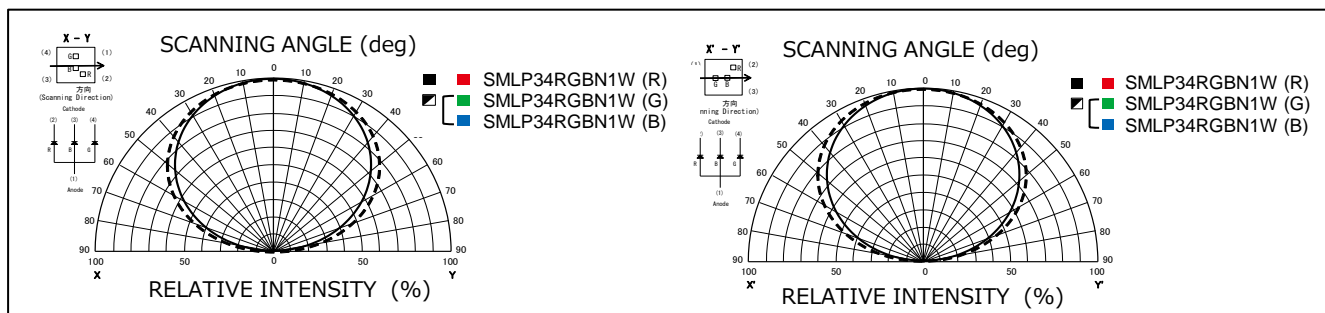 X - Y
(4) (1)
G
B
R
(3) (2)
方向
(Scanning Direction)
Cathode
(2) (3) (4)
R B G
(1)
Anode
SCANNING ANGLE (deg)
0
10 10
20 20
30 30
40 40
50
60 60
70 70
80 80
90 90
100 50 0 50 100
X Y
RELATIVE INTENSITY (%)
SMLP34RGBN1W (R)
SMLP34RGBN1W (G)
SMLP34RGBN1W (B)
X' - Y'
(2)
R
G B
(3)
方向
nning Direction)
Cathode
(3) (4)
R B G
(1)
Anode
SCANNING ANGLE (deg)
0
10 10
20 20
30 30
40 40
50 50
60 60
70 70
80 80
90 90
100 50 0 50 100
X' Y'
RELATIVE INTENSITY (%)
SMLP34RGBN1W (R)
SMLP34RGBN1W (G)
SMLP34RGBN1W (B)